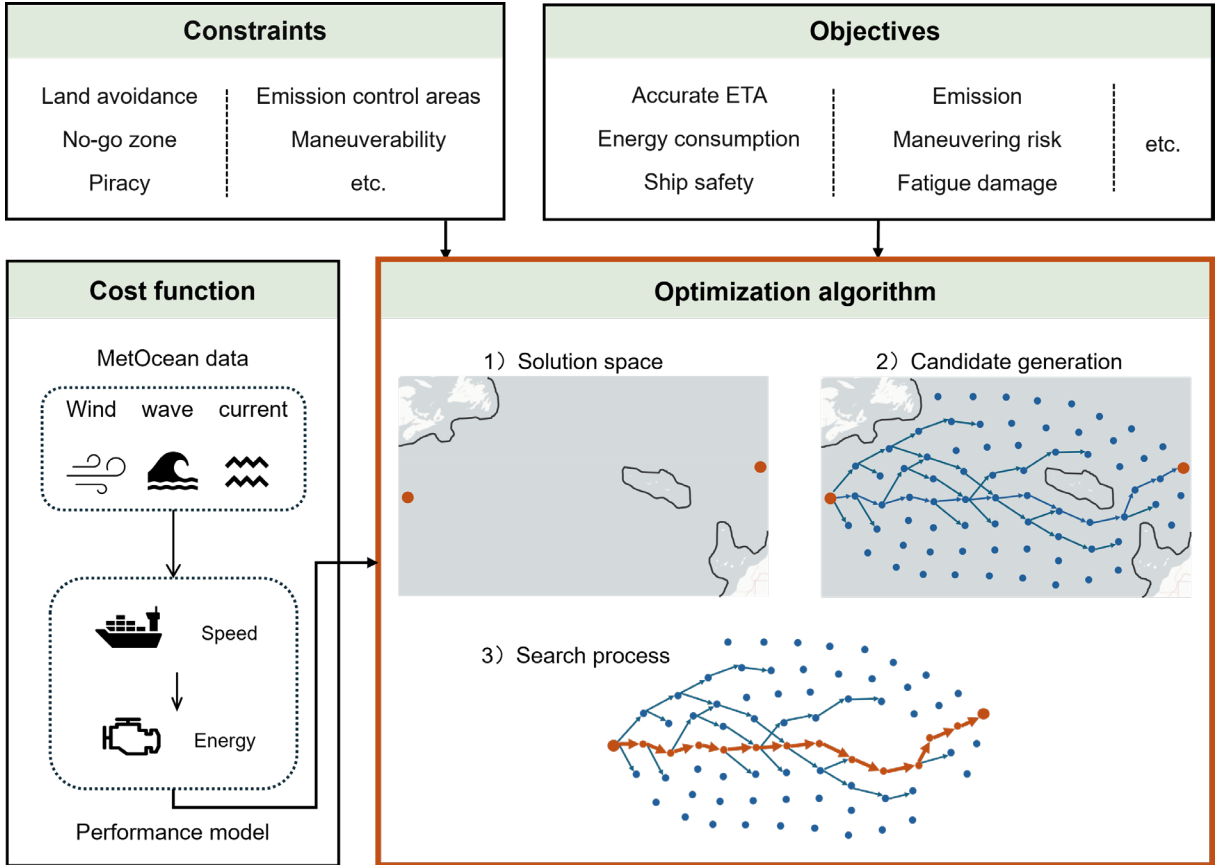 Constraints
Land avoidance
No-go zone
Piracy
Emission control areas
Maneuverability
etc.
Objectives
Accurate ETA
Energy consumption
Ship safety
Emission
Maneuvering risk
Fatigue damage
etc.
Cost function
MetOcean data
Wind wave current
Speed
Energy
Performance model
Optimization algorithm
1）Solution space
2）Candidate generation
3）Search process